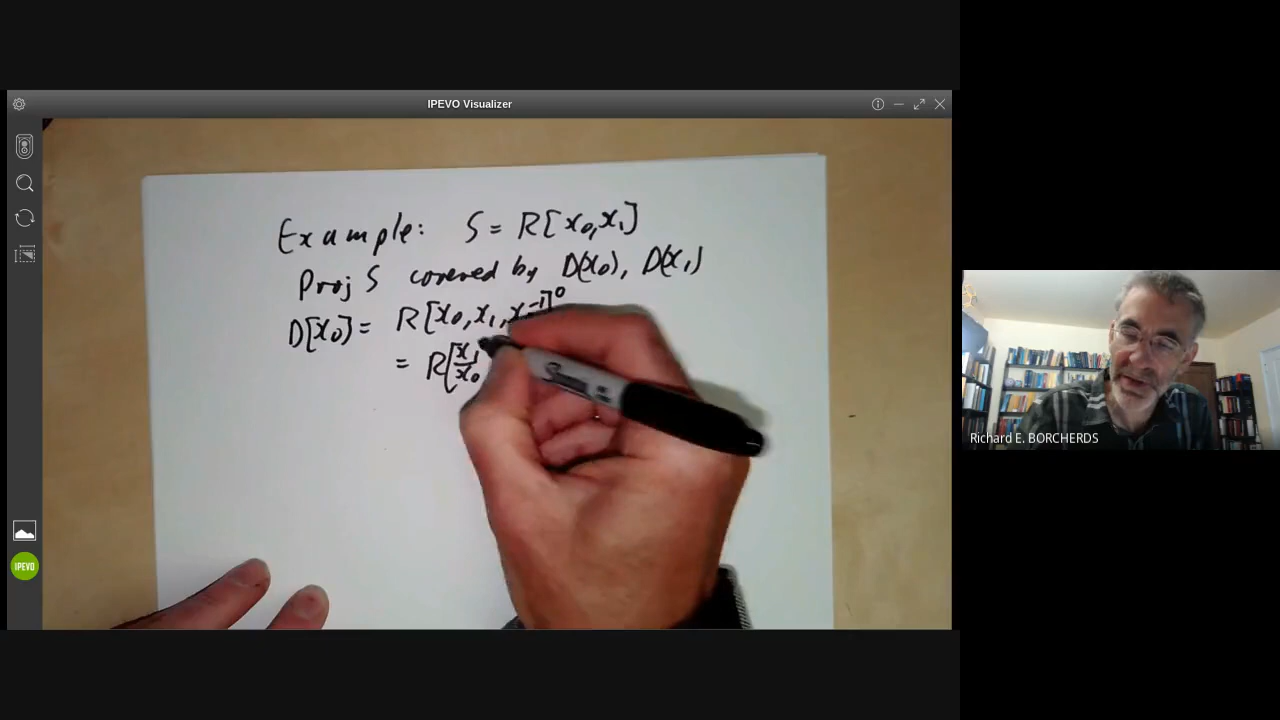 IPEVO Visualizer
Example: S = R[x₀,x₁]
Proj S covered by D(x₀), D(x₁)
D[x₀] = R[x₀,x₁,x₀⁻¹]⁰
= R[x₁/x₀
Richard E. BORCHERDS
IPEVO